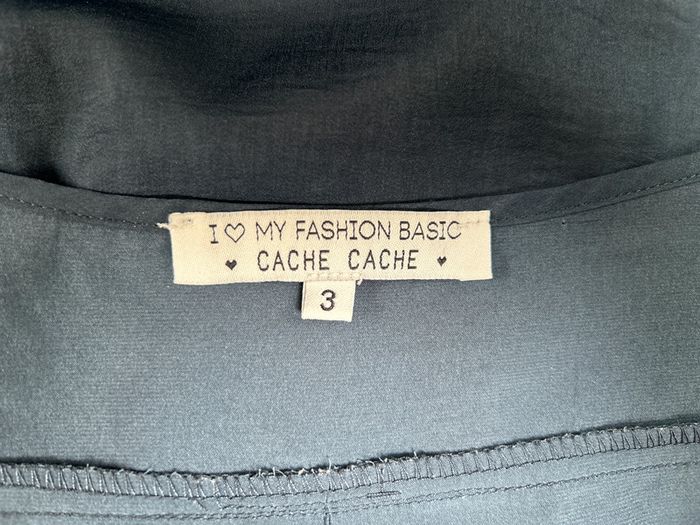 I ♡ MY FASHION BASIC
♥ CACHE CACHE ♥
3